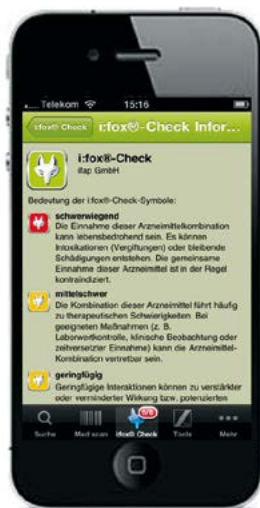 Telekom 15:16
i:fox® Check i:fox®-Check Infor...
i:fox®-Check
ifap GmbH
Bedeutung der i:fox®-Check-Symbole:
schwerwiegend
Die Einnahme dieser Arzneimittelkombination
kann lebensbedrohend sein. Es können
Intoxikationen (Vergiftungen) oder bleibende
Schädigungen entstehen. Die gemeinsame
Einnahme dieser Arzneimittel ist in der Regel
kontraindiziert.
mittelschwer
Die Kombination dieser Arzneimittel führt häufig
zu therapeutischen Schwierigkeiten. Bei
geeigneten Maßnahmen (z. B.
Laborwertkontrolle, klinische Beobachtung oder
zeitversetzter Einnahme) kann die Arzneimittel-
Kombination vertretbar sein.
geringfügig
Geringfügige Interaktionen können zu verstärkter
oder verminderter Wirkung bzw. potenzierten
5/8
Suche Med scan i:fox® Check Tools Mehr